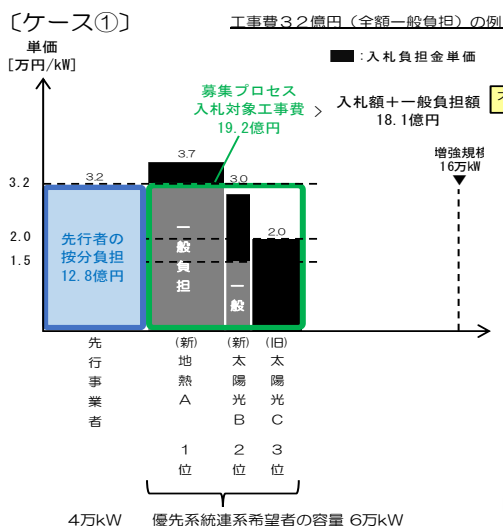 〔ケース①〕
工事費32億円（全額一般負担）の例
単価
[万円/kW]
■：入札負担金単価
募集プロセス
入札対象工事費
19.2億円
＞
入札額＋一般負担額
18.1億円
増強規模
16万kW
3.2
3.7
3.0
3.2
2.0
2.0
1.5
先行者の
按分負担
12.8億円
一般負担
一般
先行事業者
(新)地熱A 1位
(新)太陽光B 2位
(旧)太陽光C 3位
4万kW
優先系統連系希望者の容量 6万kW